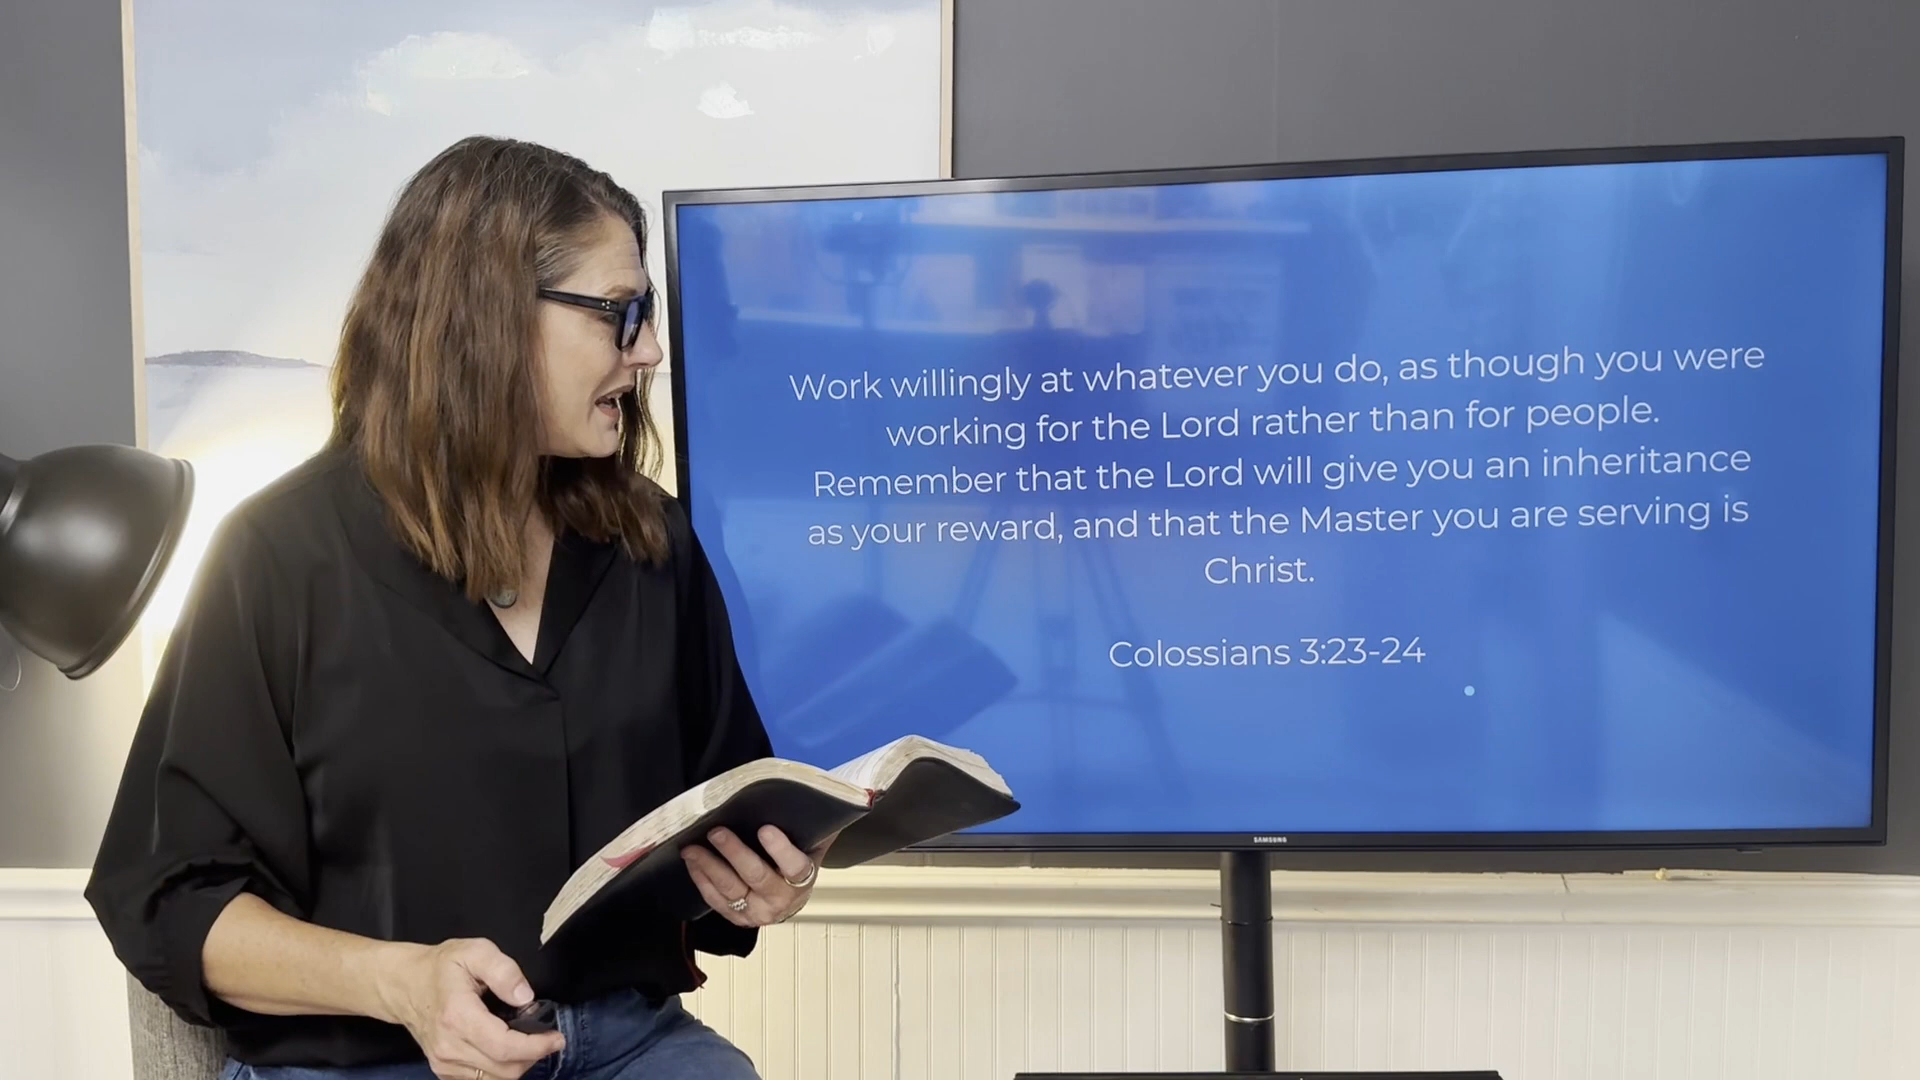 Work willingly at whatever you do, as though you were
working for the Lord rather than for people.
Remember that the Lord will give you an inheritance
as your reward, and that the Master you are serving is
Christ.
Colossians 3:23-24
SAMSUNG